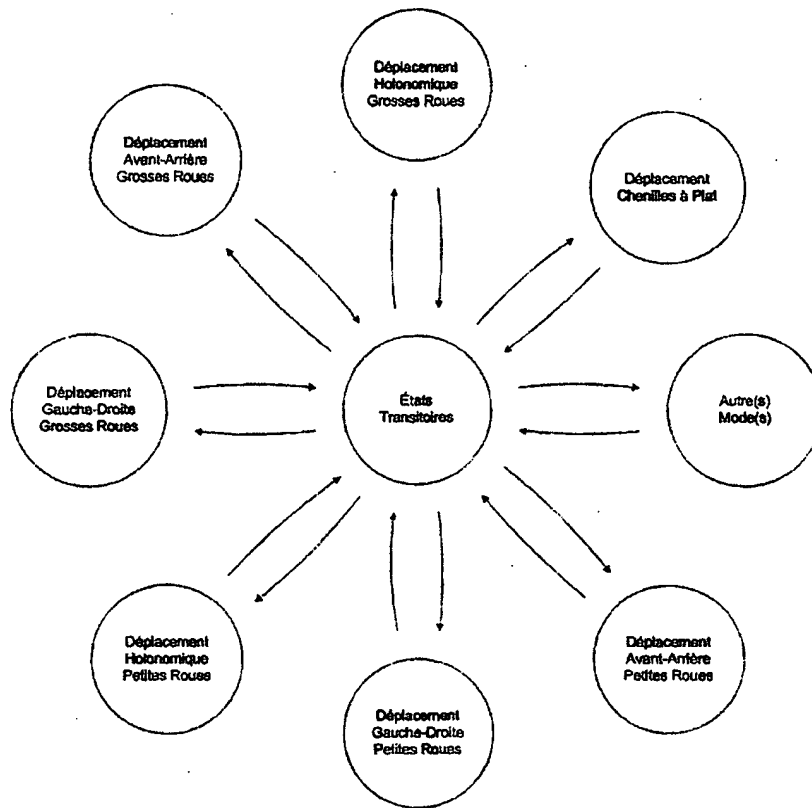 Déplacement
Holonomique
Grosses Roues
Déplacement
Avant-Arrière
Grosses Roues
Déplacement
Chenilles à Plat
Déplacement
Gauche-Droite
Grosses Roues
États
Transitoires
Autre(s)
Mode(s)
Déplacement
Holonomique
Petites Roues
Déplacement
Avant-Arrière
Petites Roues
Déplacement
Gauche-Droite
Petites Roues